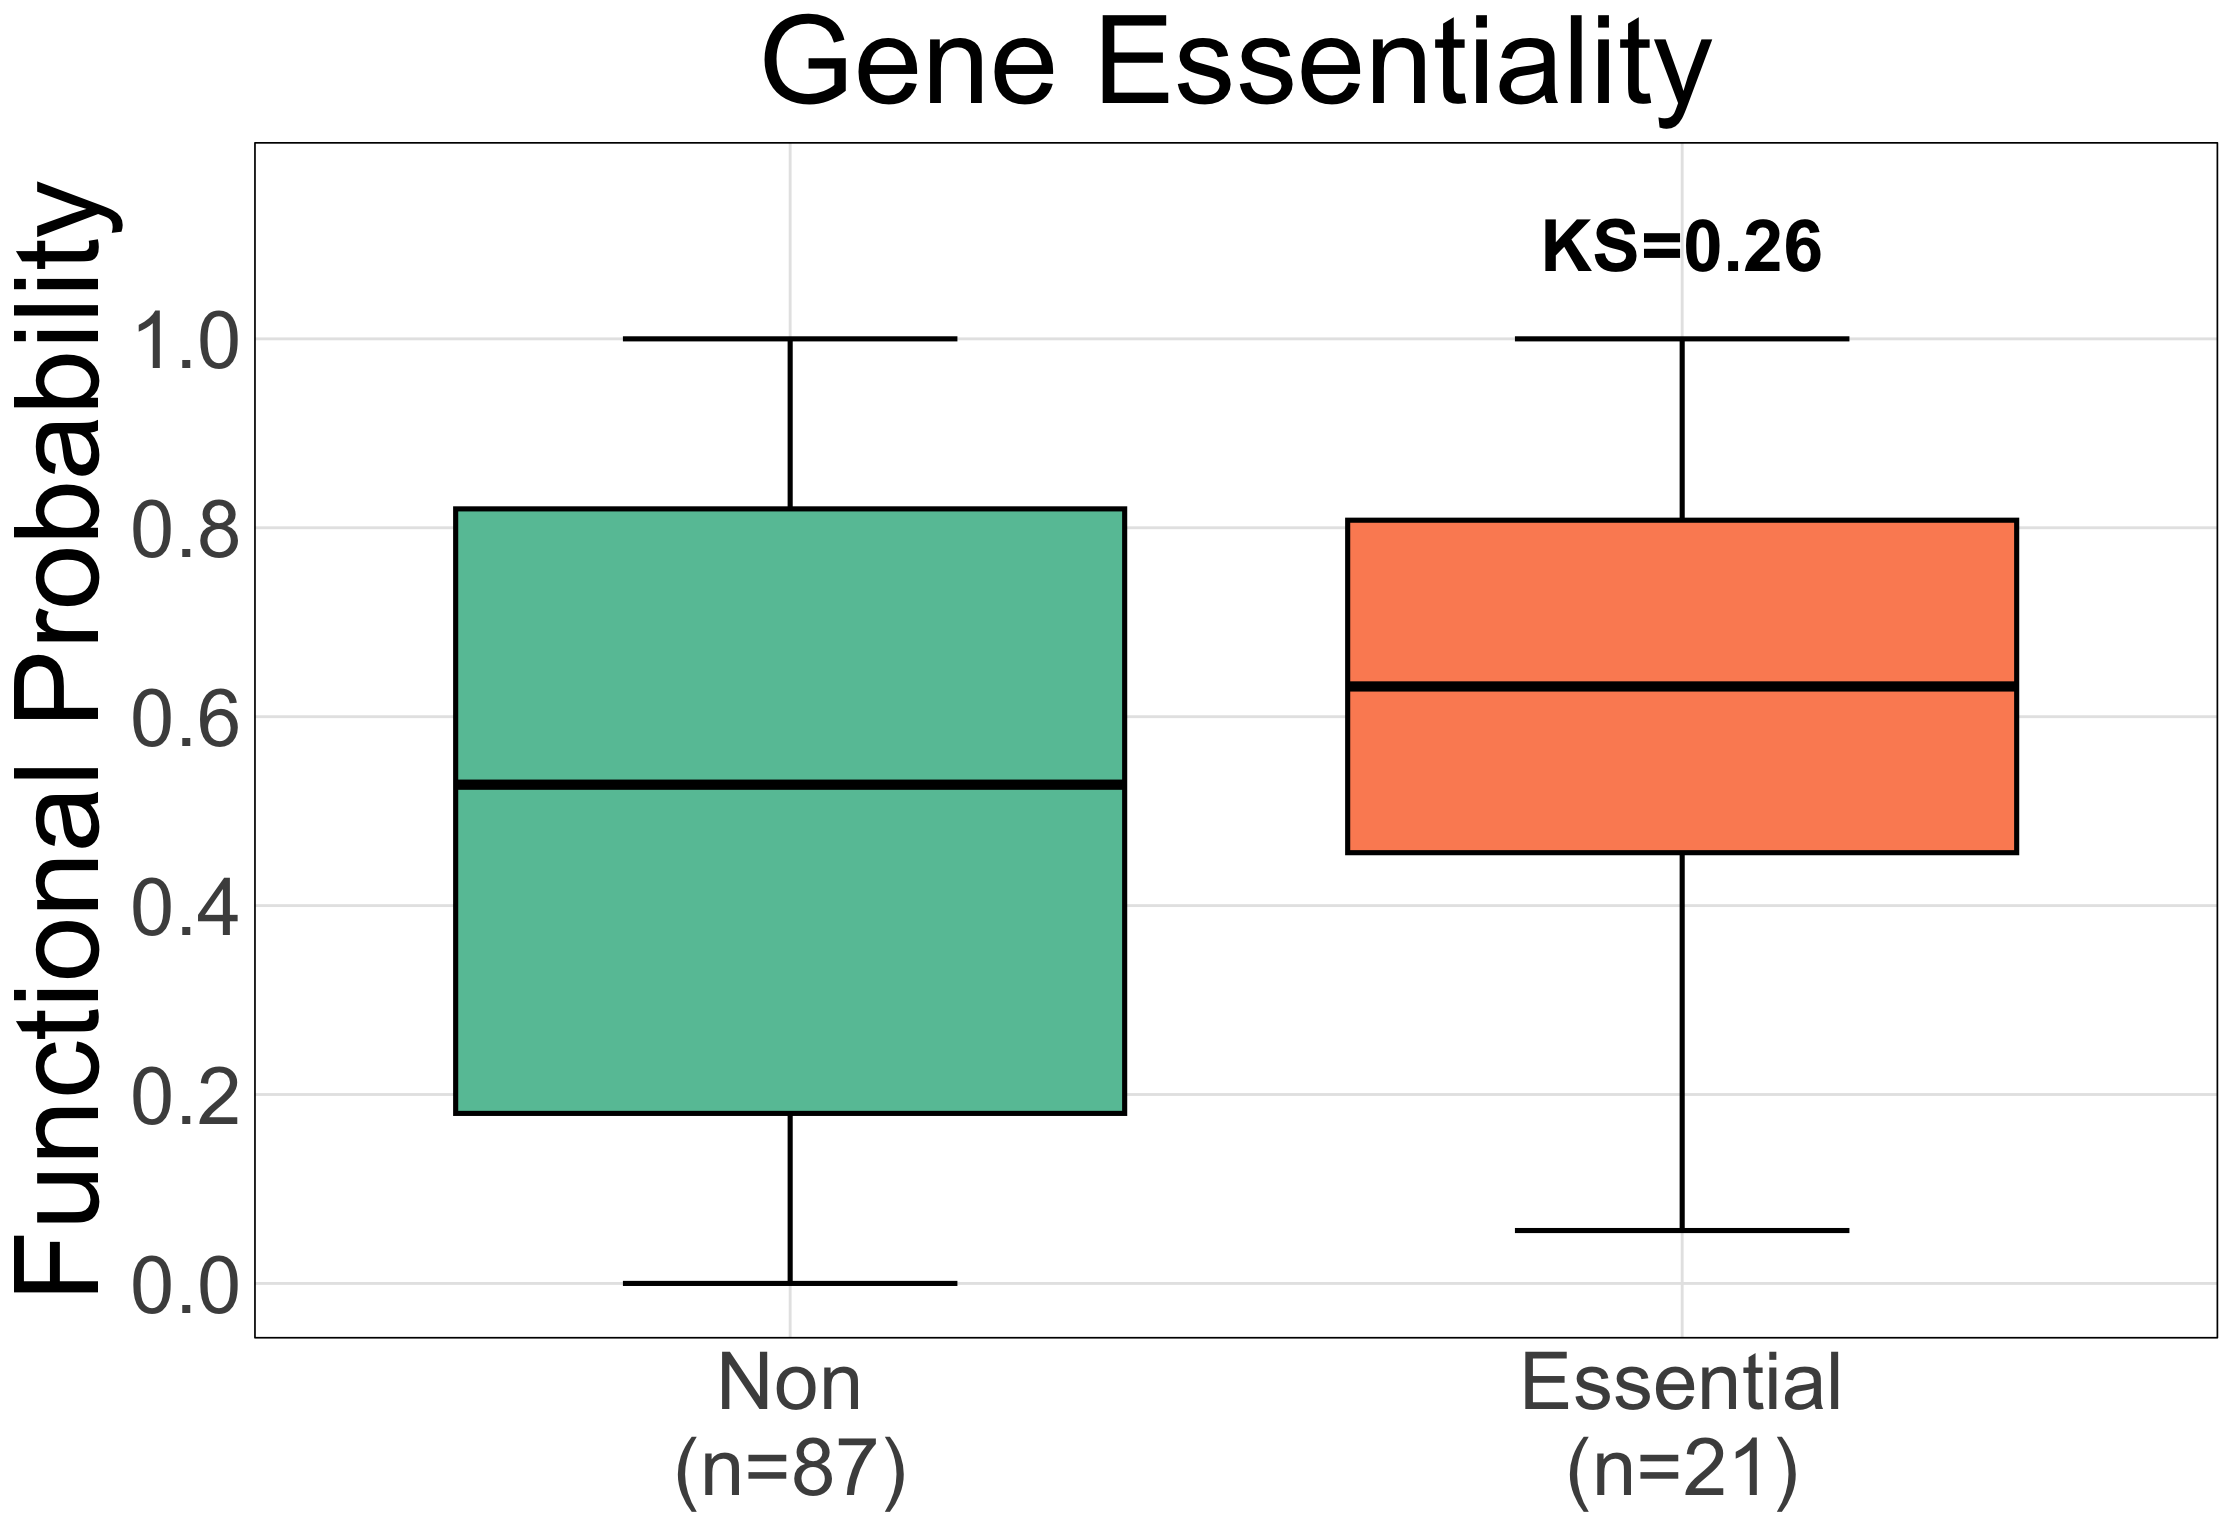 Gene Essentiality
Functional Probability
KS=0.26
1.0
0.8
0.6
0.4
0.2
0.0
Non
(n=87)
Essential
(n=21)